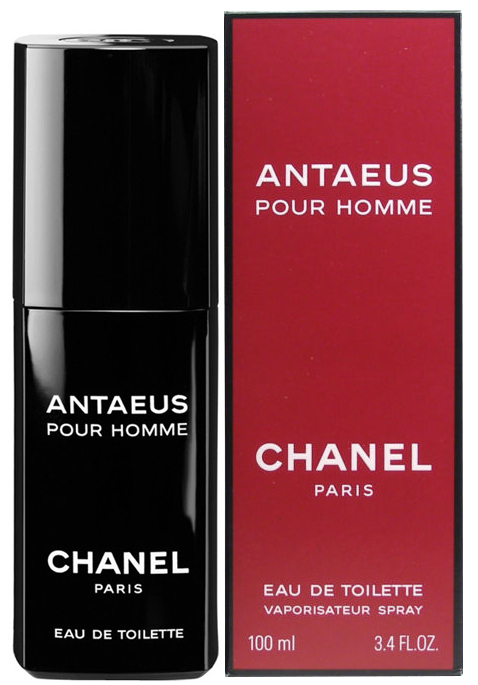 ANTAEUS
POUR HOMME
CHANEL
PARIS
EAU DE TOILETTE
ANTAEUS
POUR HOMME
CHANEL
PARIS
EAU DE TOILETTE
VAPORISATEUR SPRAY
100 ml 3.4 FL.OZ.